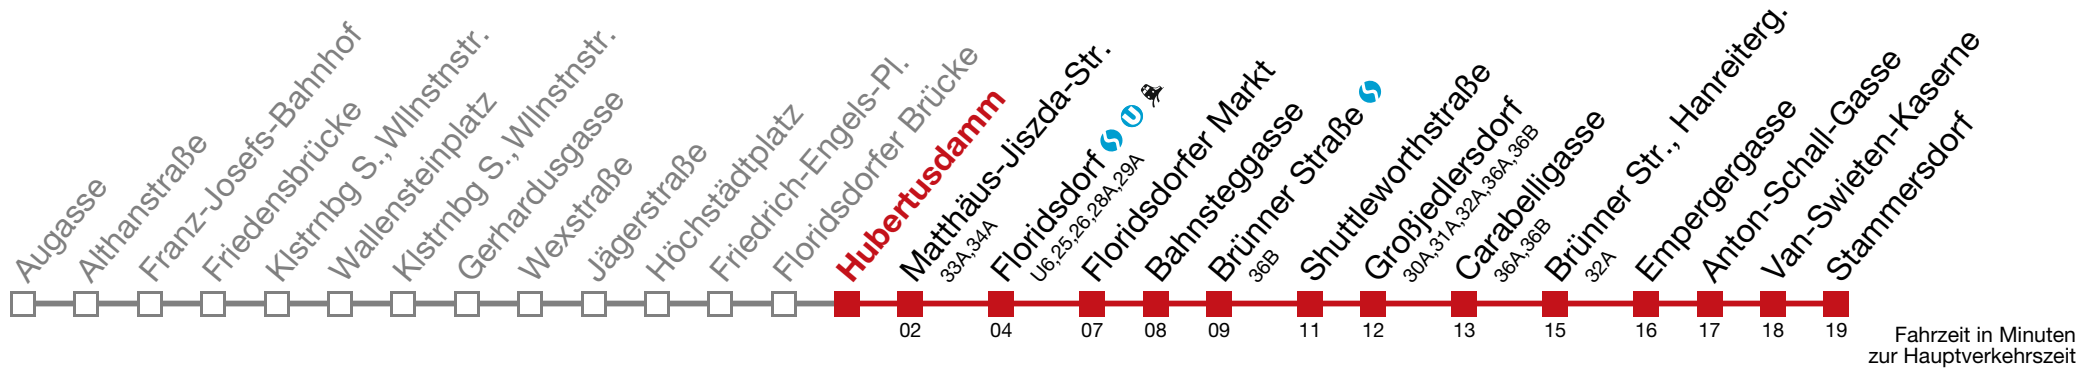 Augasse
Althanstraße
Franz-Josefs-Bahnhof
Friedensbrücke
Klstrnbg S., Wllnstnstr.
Wallensteinplatz
Klstrnbg S., Wllnstnstr.
Gerhardusgasse
Wexstraße
Jägerstraße
Höchstädtplatz
Friedrich-Engels-Pl.
Floridsdorfer Brücke
Hubertusdamm
Matthäus-Jiszda-Str.
33A,34A
Floridsdorf S U
U6,25,26,28A,29A
Floridsdorfer Markt
Bahnsteggasse
Brünner Straße S
36B
Shuttleworthstraße
Großjedlersdorf
30A,31A,32A,36A,36B
Carabelligasse
36A,36B
Brünner Str., Hanreiterg.
32A
Empergergasse
Anton-Schall-Gasse
Van-Swieten-Kaserne
Stammersdorf
02 04 07 08 09 11 12 13 15 16 17 18 19
Fahrzeit in Minuten
zur Hauptverkehrszeit